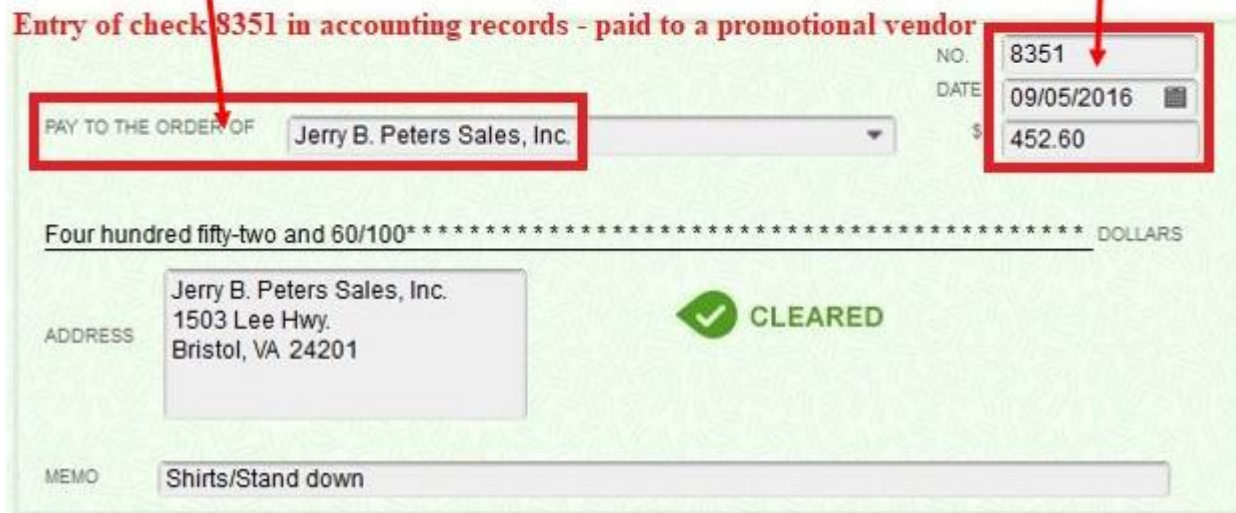 Entry of check 8351 in accounting records - paid to a promotional vendor
NO. 8351
DATE 09/05/2016
PAY TO THE ORDER OF Jerry B. Peters Sales, Inc.
$ 452.60
Four hundred fifty-two and 60/100* * * * * * * * * * * * * * * * * * * * * * * * * * * * * * * * * * * * * * * * * * * DOLLARS
Jerry B. Peters Sales, Inc.
1503 Lee Hwy.
ADDRESS
Bristol, VA 24201
CLEARED
MEMO Shirts/Stand down